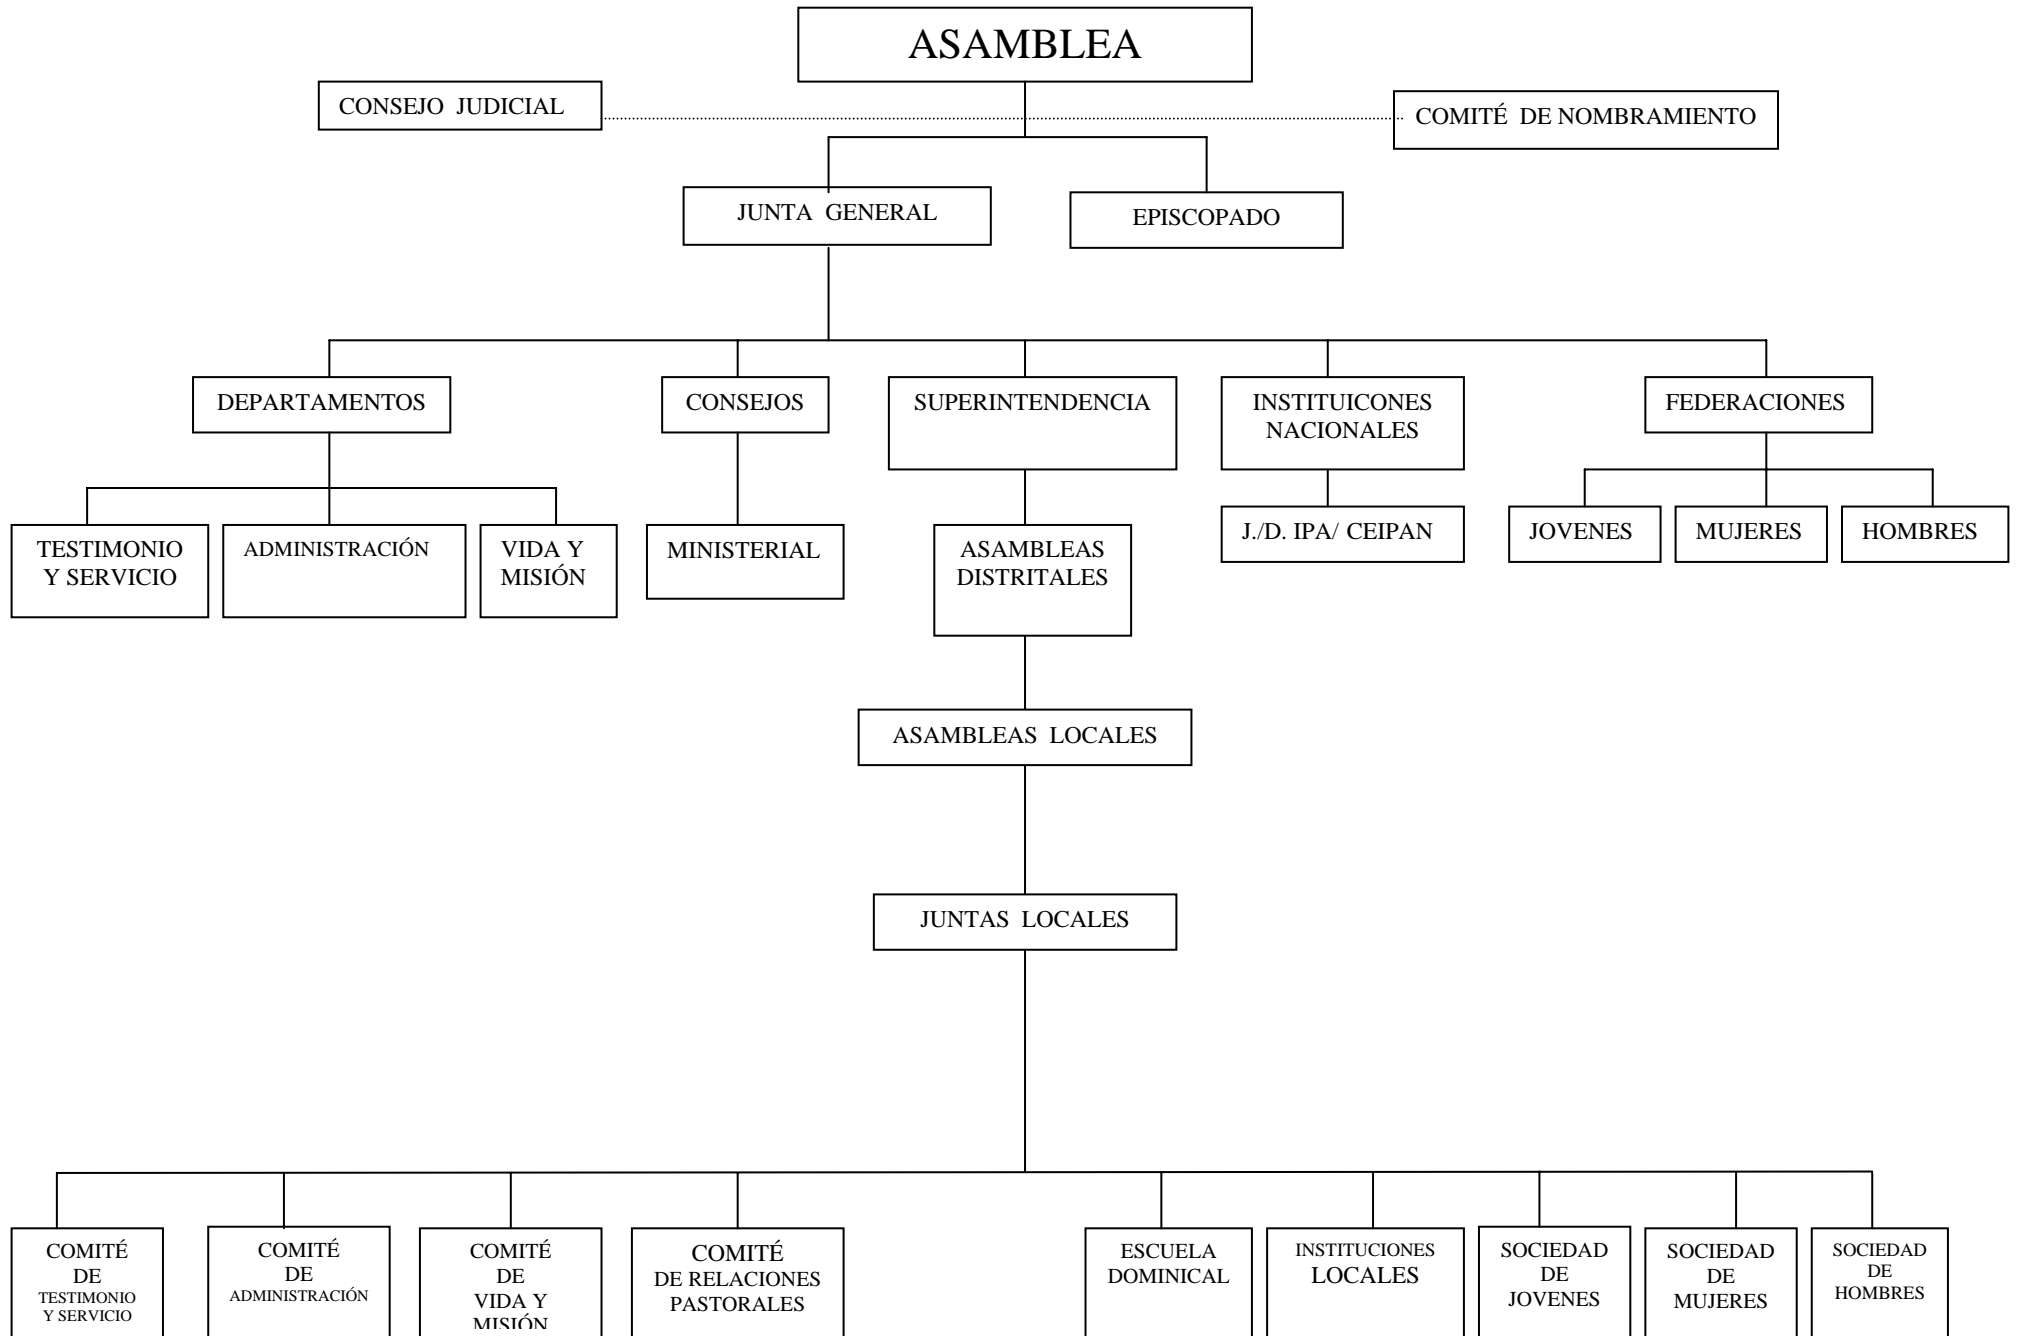 ASAMBLEA
CONSEJO JUDICIAL
COMITÉ DE NOMBRAMIENTO
JUNTA GENERAL
EPISCOPADO
DEPARTAMENTOS
CONSEJOS
SUPERINTENDENCIA
INSTITUICONES
NACIONALES
FEDERACIONES
TESTIMONIO
Y SERVICIO
ADMINISTRACIÓN
VIDA Y
MISIÓN
MINISTERIAL
ASAMBLEAS
DISTRITALES
J./D. IPA/ CEIPAN
JOVENES
MUJERES
HOMBRES
ASAMBLEAS LOCALES
JUNTAS LOCALES
COMITÉ
DE
TESTIMONIO
Y SERVICIO
COMITÉ
DE
ADMINISTRACIÓN
COMITÉ
DE
VIDA Y
MISIÓN
COMITÉ
DE RELACIONES
PASTORALES
ESCUELA
DOMINICAL
INSTITUCIONES
LOCALES
SOCIEDAD
DE
JOVENES
SOCIEDAD
DE
MUJERES
SOCIEDAD
DE
HOMBRES